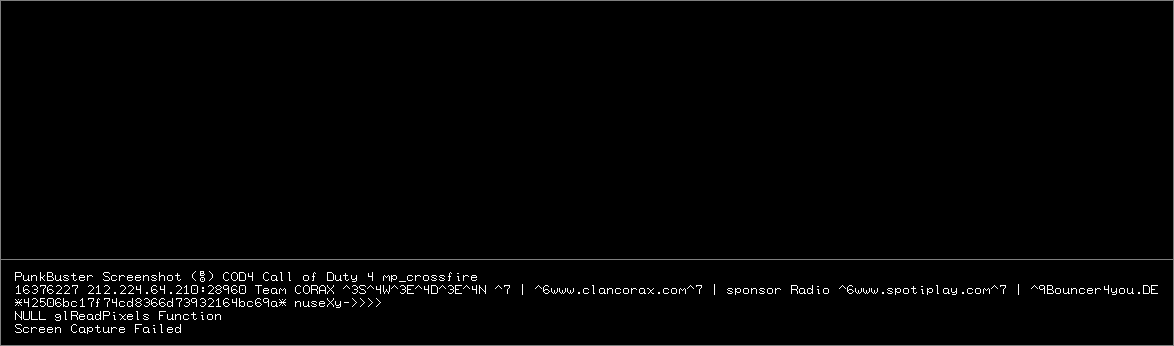 PunkBuster Screenshot (%) COD4 Call of Duty 4 mp_crossfire
16376227 212.224.64.210:28960 Team CORAX ^3S^4W^3E^4D^3E^4N ^7 | ^6www.clancorax.com^7 | sponsor Radio ^6www.spotiplay.com^7 | ^9Bouncer4you.DE
*42506bc17f74cd8366d73932164bc69a* nuseXy->>>>
NULL glReadPixels Function
Screen Capture Failed